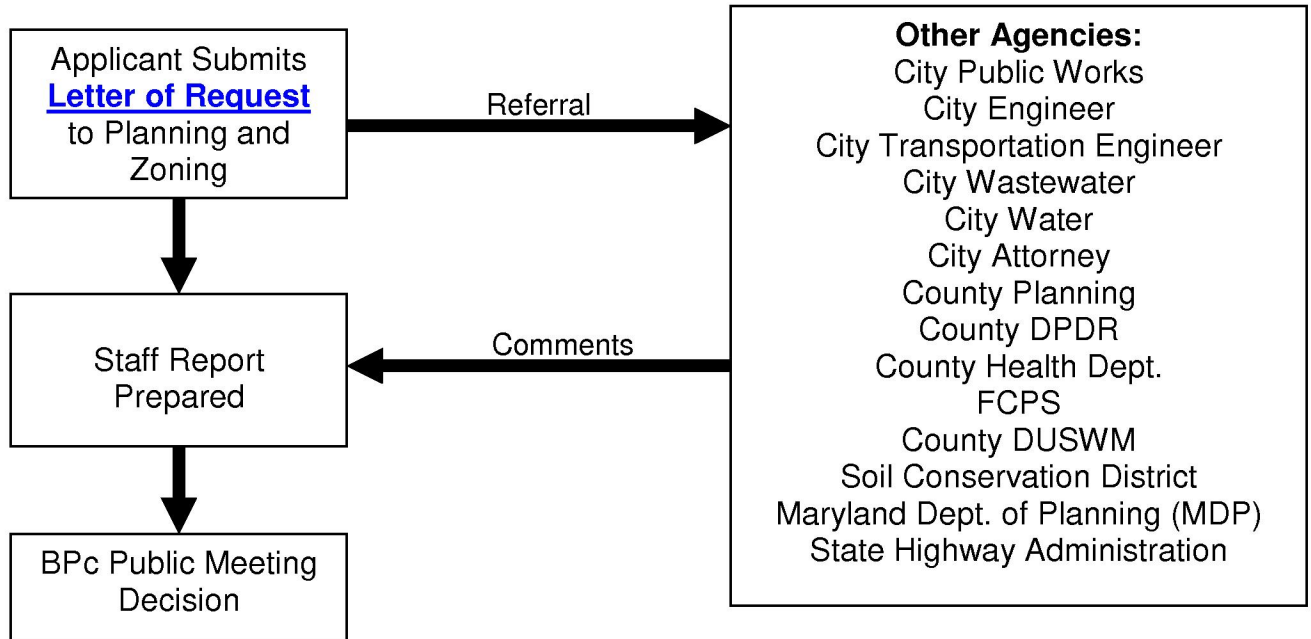 Applicant Submits
Letter of Request
to Planning and
Zoning
Referral
Other Agencies:
City Public Works
City Engineer
City Transportation Engineer
City Wastewater
City Water
City Attorney
County Planning
County DPDR
County Health Dept.
FCPS
County DUSWM
Soil Conservation District
Maryland Dept. of Planning (MDP)
State Highway Administration
Comments
Staff Report
Prepared
BPc Public Meeting
Decision